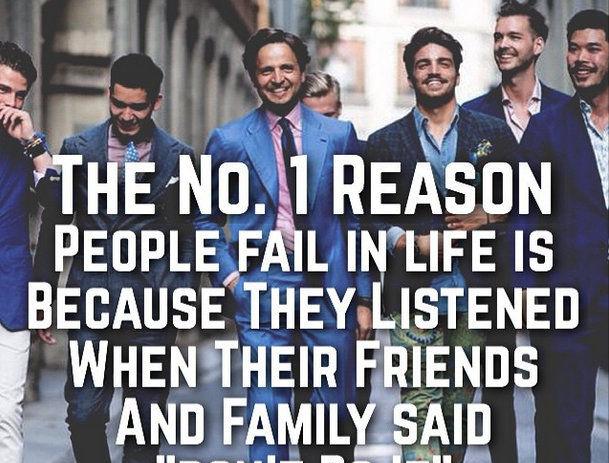 THE NO. 1 REASON
PEOPLE FAIL IN LIFE IS
BECAUSE THEY LISTENED
WHEN THEIR FRIENDS
AND FAMILY SAID